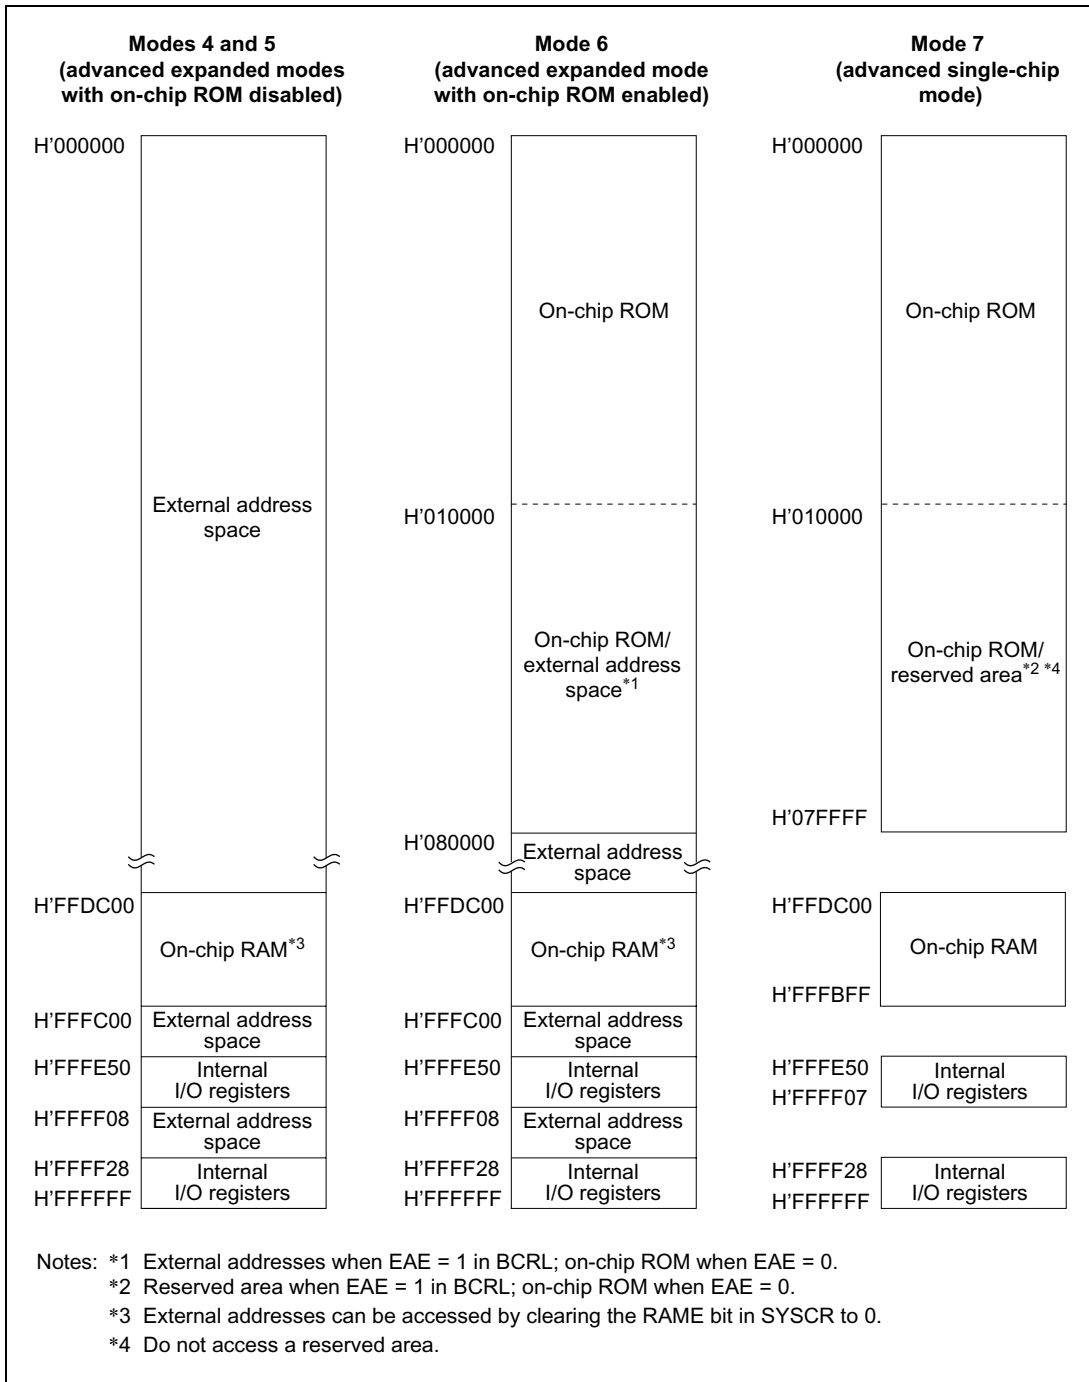 Modes 4 and 5
(advanced expanded modes
with on-chip ROM disabled)
Mode 6
(advanced expanded mode
with on-chip ROM enabled)
Mode 7
(advanced single-chip
mode)
H'000000
External address
space
H'FFDC00
On-chip RAM*3
H'FFFC00
External address
space
H'FFFE50
Internal
I/O registers
H'FFFF08
External address
space
H'FFFF28
Internal
I/O registers
H'FFFFFF
H'000000
On-chip ROM
H'010000
On-chip ROM/
external address
space*1
H'080000
External address
space
H'FFDC00
On-chip RAM*3
H'FFFC00
External address
space
H'FFFE50
Internal
I/O registers
H'FFFF08
External address
space
H'FFFF28
Internal
I/O registers
H'FFFFFF
H'000000
On-chip ROM
H'010000
On-chip ROM/
reserved area*2 *4
H'07FFFF
H'FFDC00
On-chip RAM
H'FFFBFF
H'FFFE50
Internal
I/O registers
H'FFFF07
H'FFFF28
Internal
I/O registers
H'FFFFFF
Notes: *1 External addresses when EAE = 1 in BCRL; on-chip ROM when EAE = 0.
*2 Reserved area when EAE = 1 in BCRL; on-chip ROM when EAE = 0.
*3 External addresses can be accessed by clearing the RAME bit in SYSCR to 0.
*4 Do not access a reserved area.